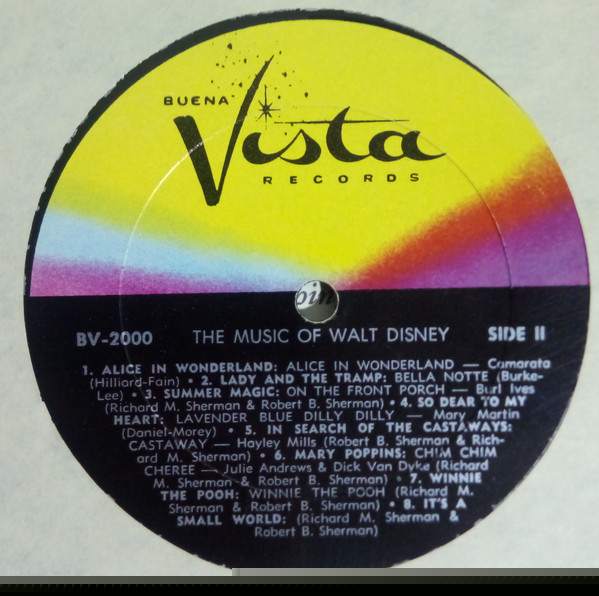 BUENA
Vista
RECORDS
pin
BV-2000 THE MUSIC OF WALT DISNEY SIDE II
1. ALICE IN WONDERLAND: ALICE IN WONDERLAND — Camarata
(Hilliard-Fain) • 2. LADY AND THE TRAMP: BELLA NOTTE (Burke-
Lee) • 3. SUMMER MAGIC: ON THE FRONT PORCH — Burl Ives
(Richard M. Sherman & Robert B. Sherman) • 4. SO DEAR TO MY
HEART: LAVENDER BLUE DILLY DILLY — Mary Martin
(Daniel-Morey) • 5. IN SEARCH OF THE CASTAWAYS:
CASTAWAY — Hayley Mills (Robert B. Sherman & Rich-
ard M. Sherman) • 6. MARY POPPINS: CHIM CHIM
CHEREE — Julie Andrews & Dick Van Dyke (Richard
M. Sherman & Robert B. Sherman) • 7. WINNIE
THE POOH: WINNIE THE POOH (Richard M.
Sherman & Robert B. Sherman) • 8. IT'S A
SMALL WORLD: (Richard M. Sherman &
Robert B. Sherman)